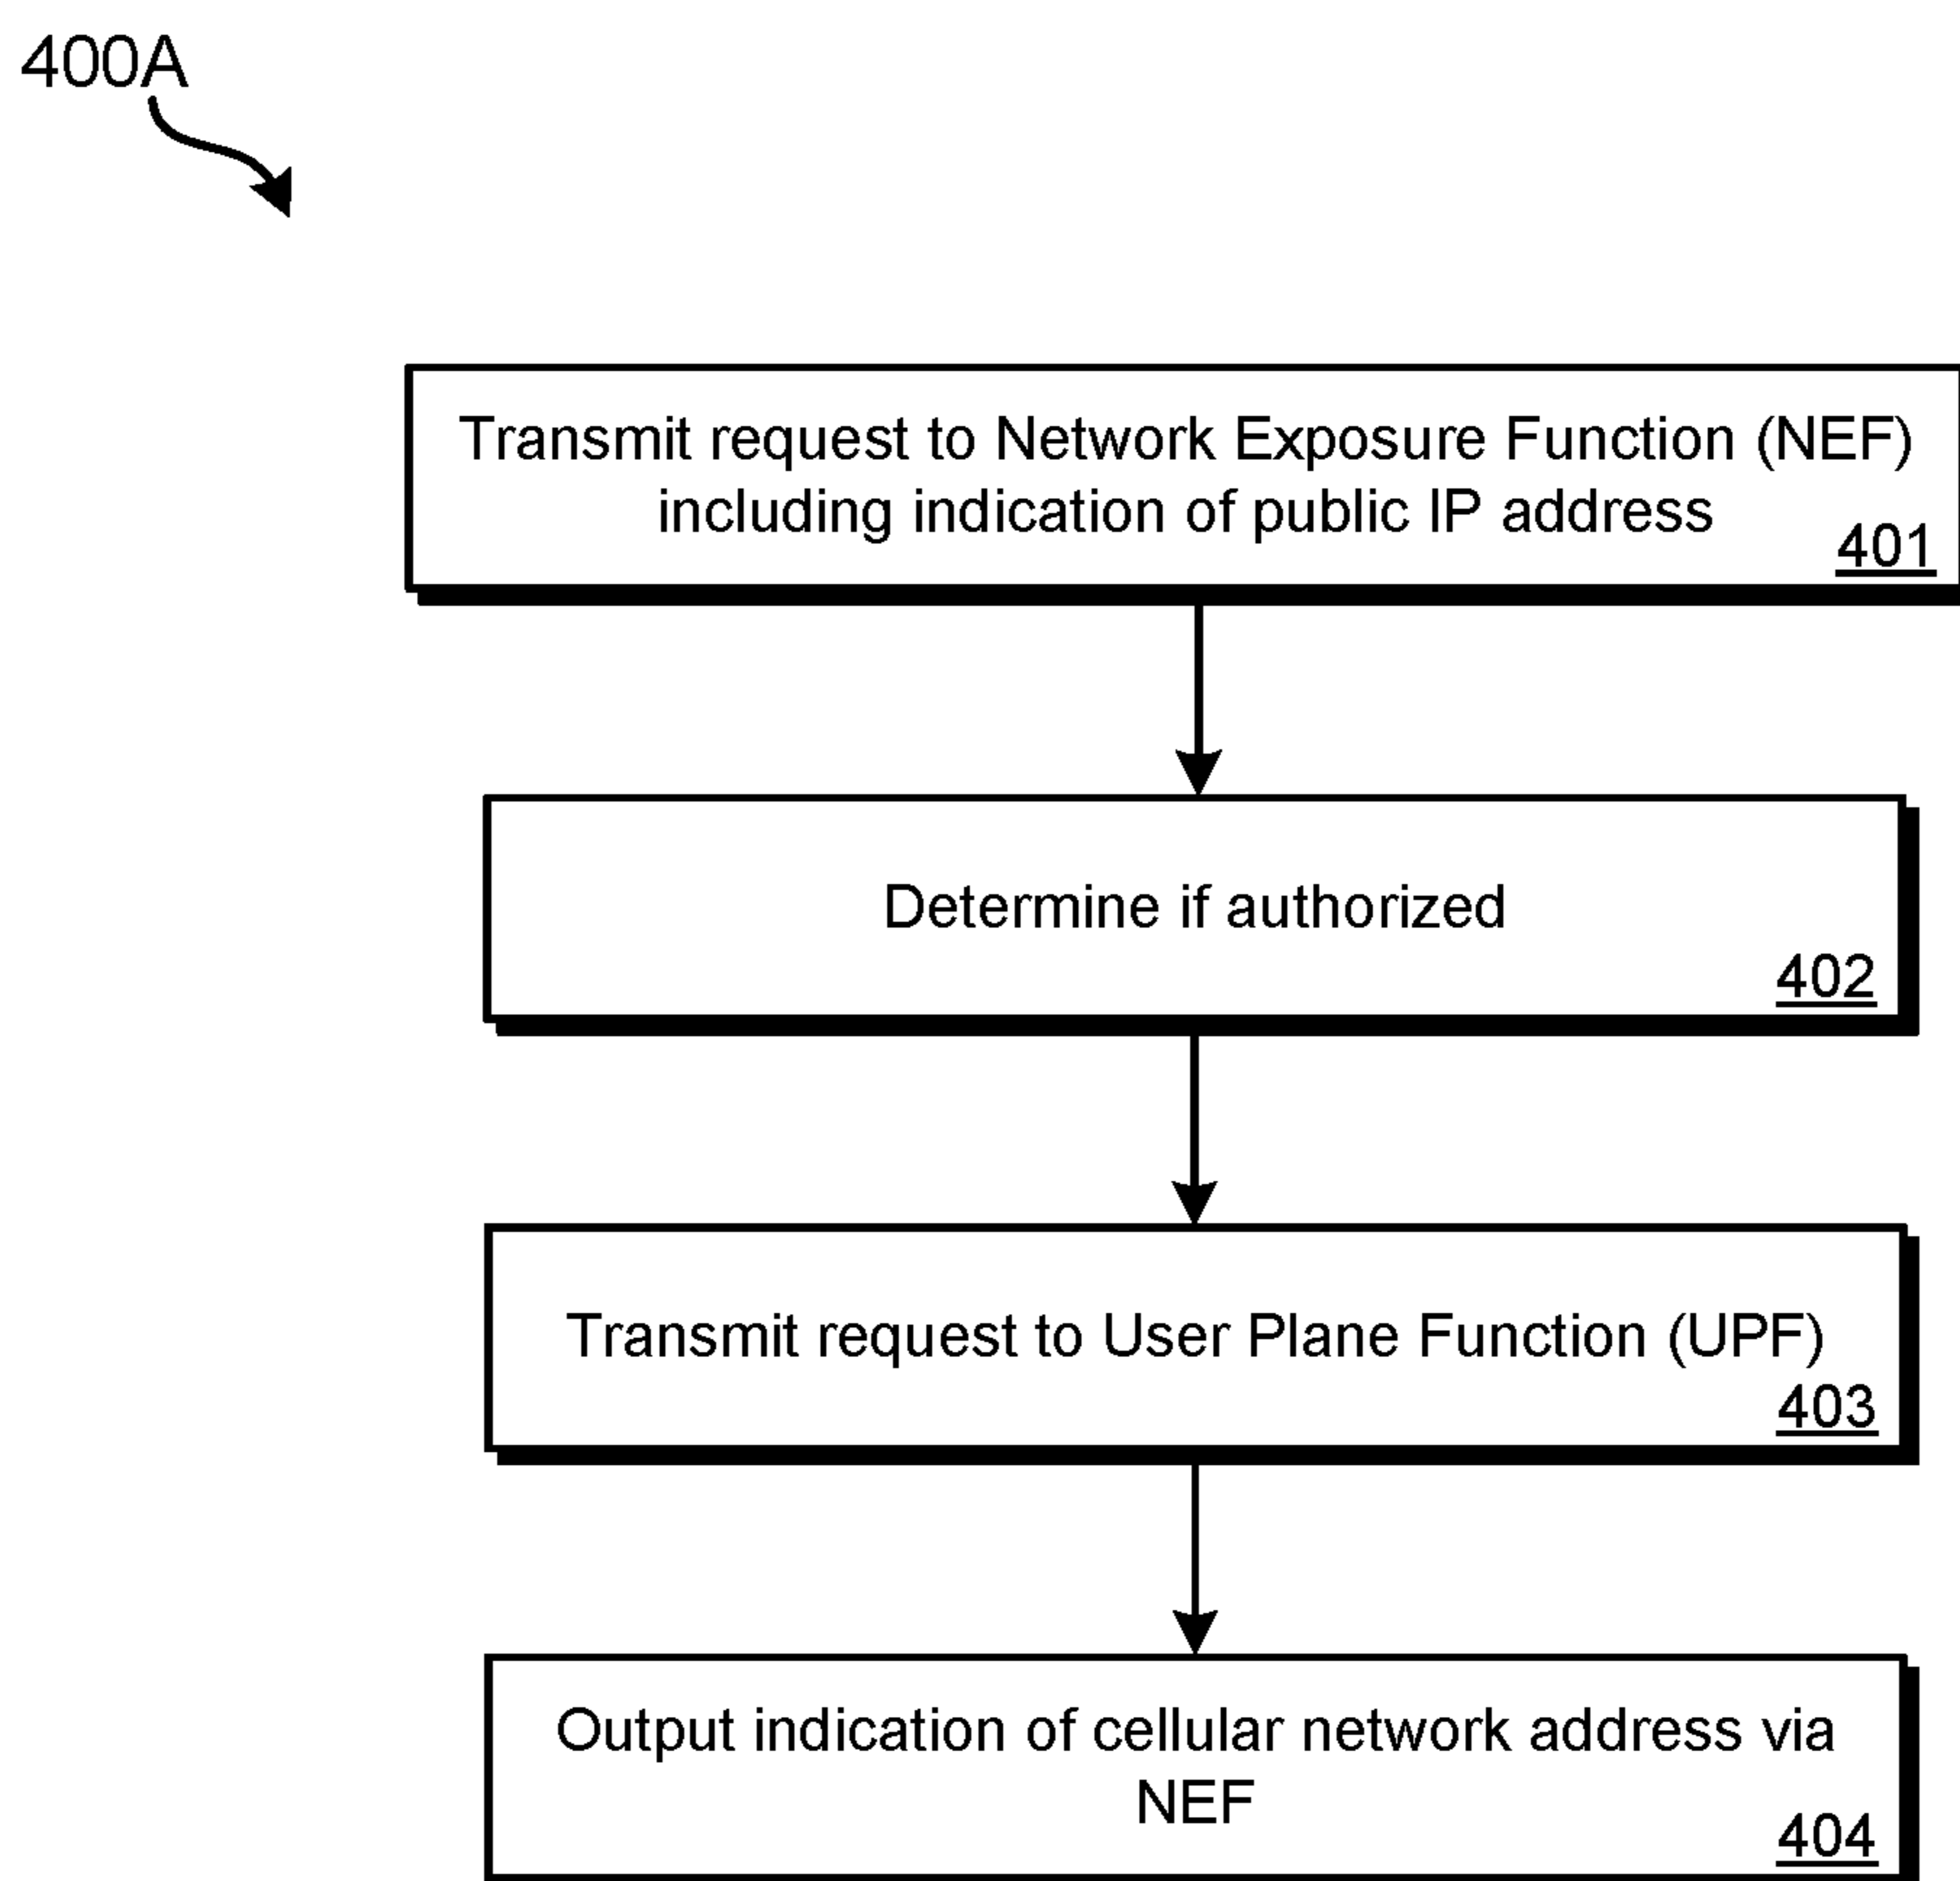 400A
Transmit request to Network Exposure Function (NEF)
including indication of public IP address
401
Determine if authorized
402
Transmit request to User Plane Function (UPF)
403
Output indication of cellular network address via
NEF
404